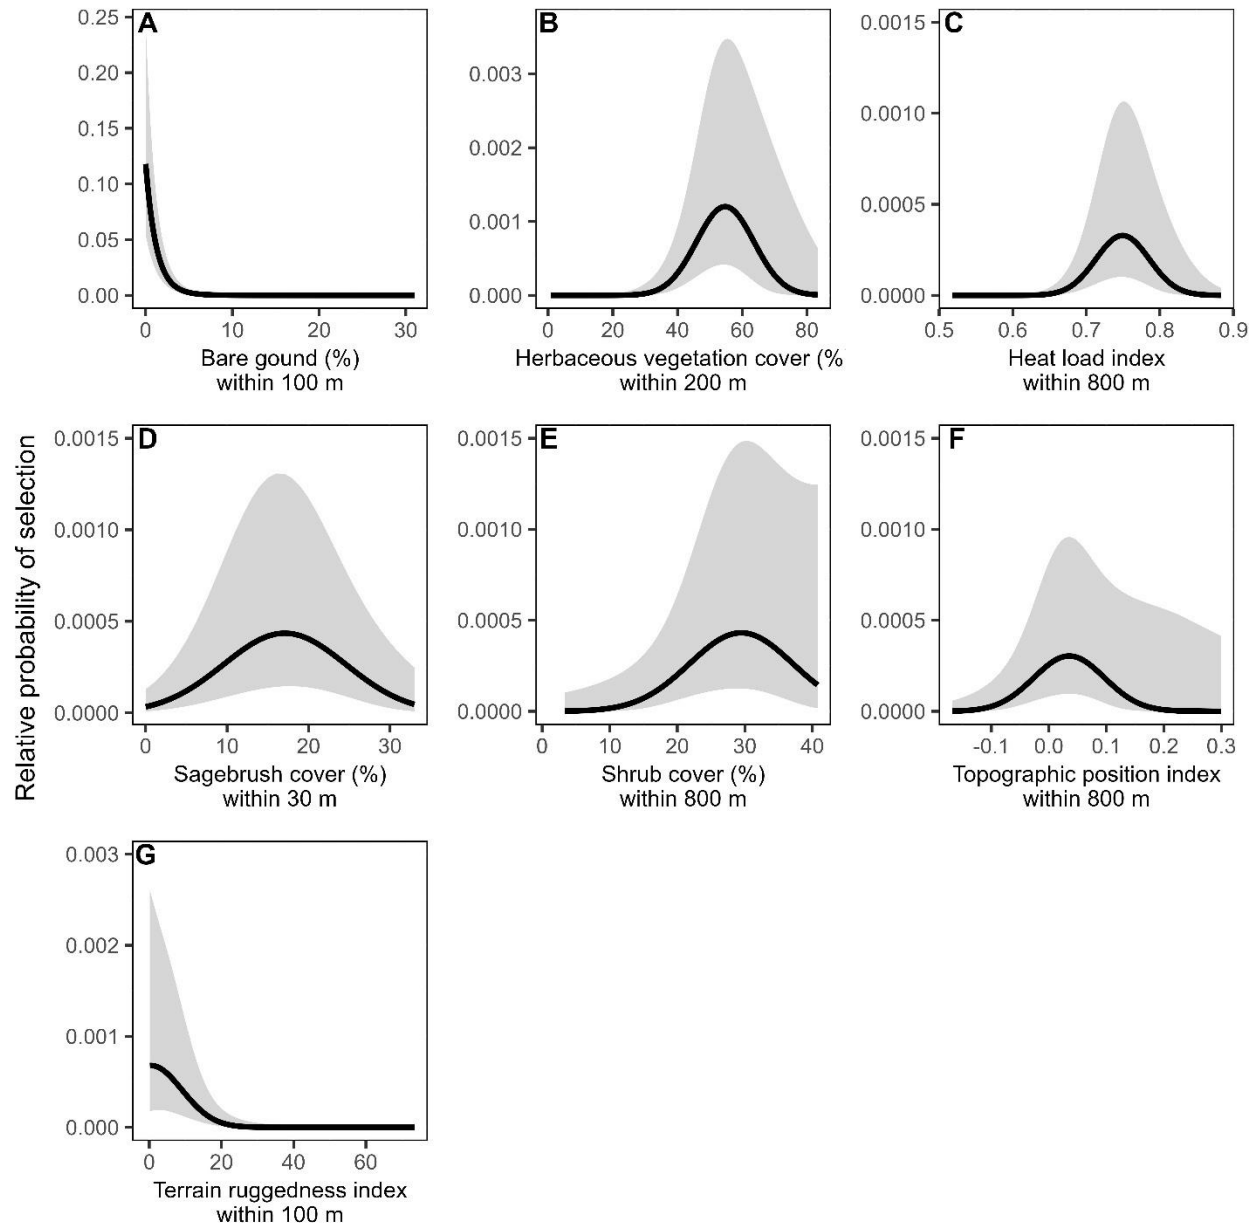 A
0.25
0.20
0.15
0.10
0.05
0.00
0 10 20 30
Bare gound (%)
within 100 m
B
0.003
0.002
0.001
0.000
0 20 40 60 80
Herbaceous vegetation cover (%
within 200 m
C
0.0015
0.0010
0.0005
0.0000
0.5 0.6 0.7 0.8 0.9
Heat load index
within 800 m
Relative probability of selection
D
0.0015
0.0010
0.0005
0.0000
0 10 20 30
Sagebrush cover (%)
within 30 m
E
0.0015
0.0010
0.0005
0.0000
0 10 20 30 40
Shrub cover (%)
within 800 m
F
0.0015
0.0010
0.0005
0.0000
-0.1 0.0 0.1 0.2 0.3
Topographic position index
within 800 m
G
0.003
0.002
0.001
0.000
0 20 40 60
Terrain ruggedness index
within 100 m